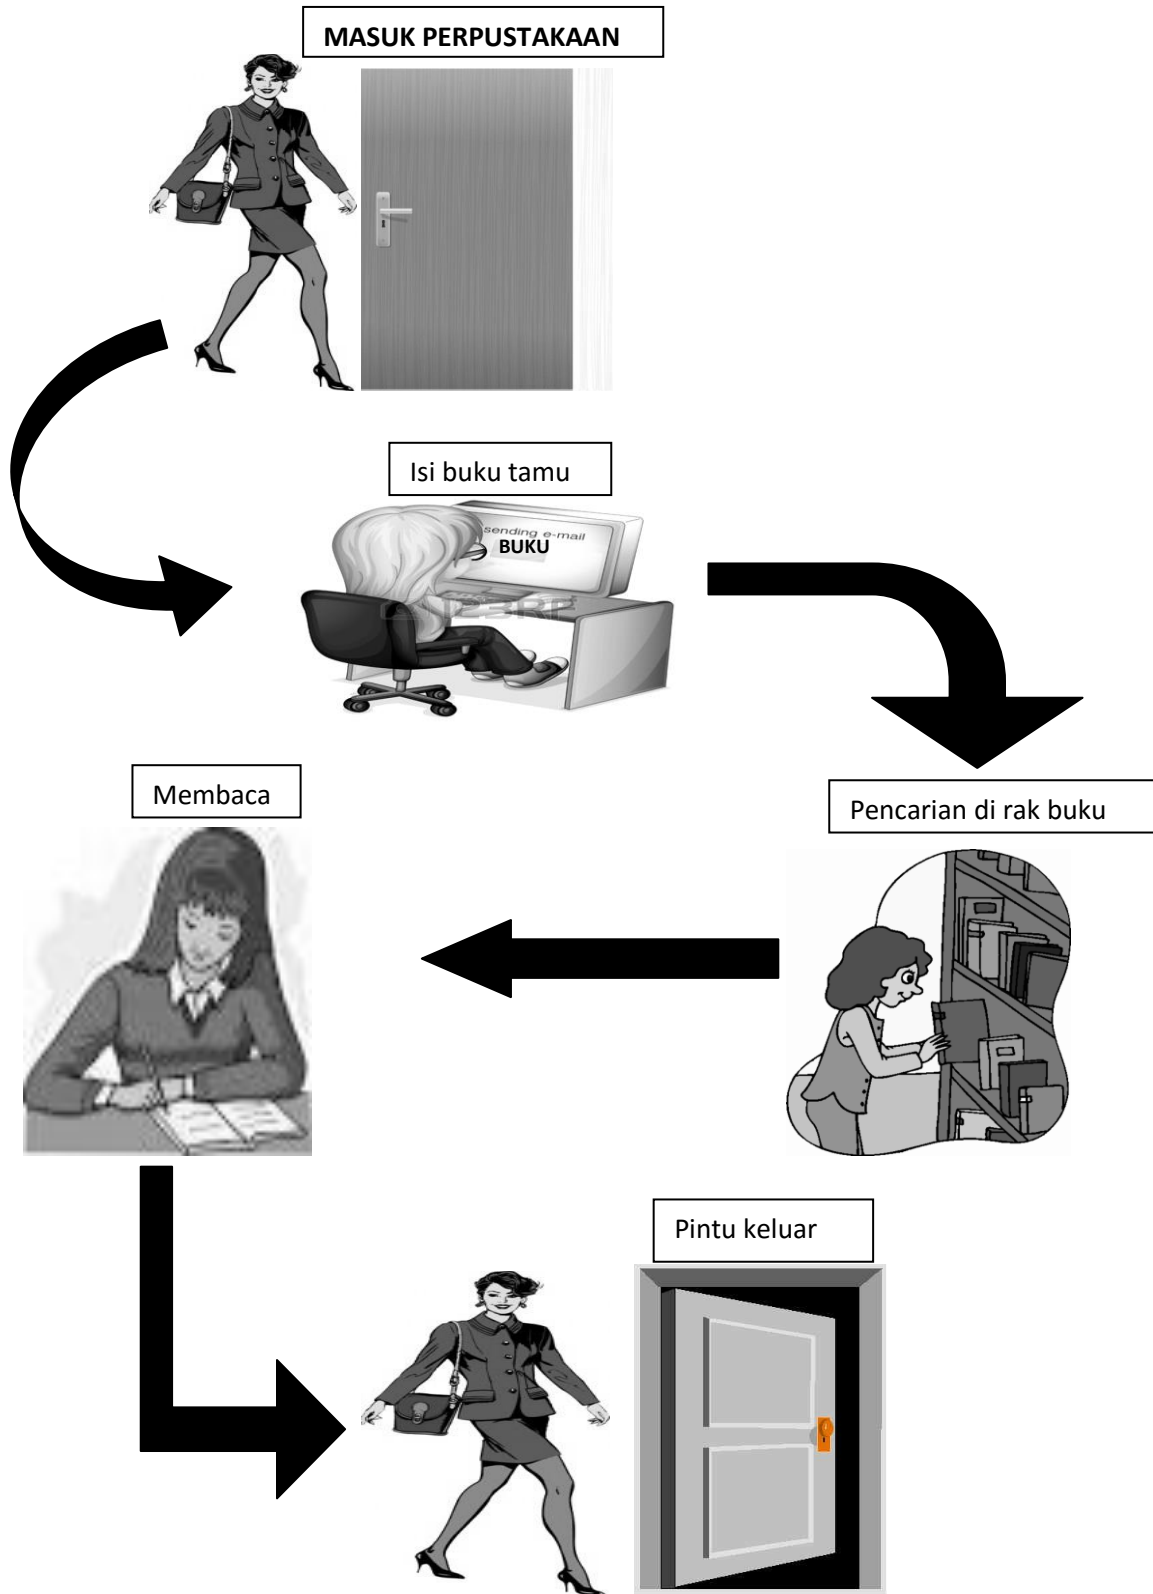 MASUK PERPUSTAKAAN
Isi buku tamu
sending e-mail
BUKU
Membaca
Pencarian di rak buku
Pintu keluar